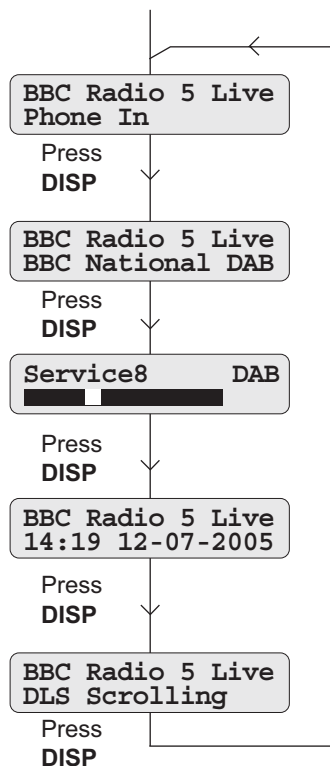 BBC Radio 5 Live
Phone In
Press
DISP
BBC Radio 5 Live
BBC National DAB
Press
DISP
Service8 DAB
Press
DISP
BBC Radio 5 Live
14:19 12-07-2005
Press
DISP
BBC Radio 5 Live
DLS Scrolling
Press
DISP